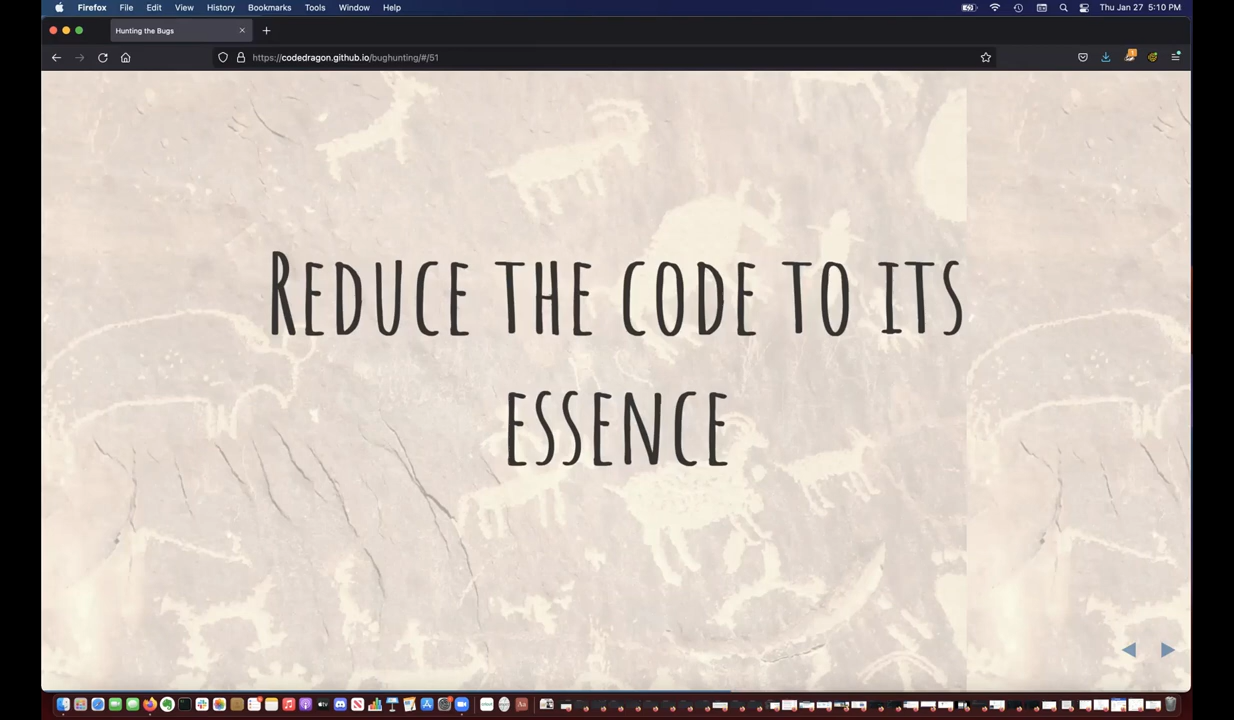 Firefox File Edit View History Bookmarks Tools Window Help Thu Jan 27 5:10 PM
Hunting the Bugs
https://codedragon.github.io/bughunting/#/51
REDUCE THE CODE TO ITS
ESSENCE